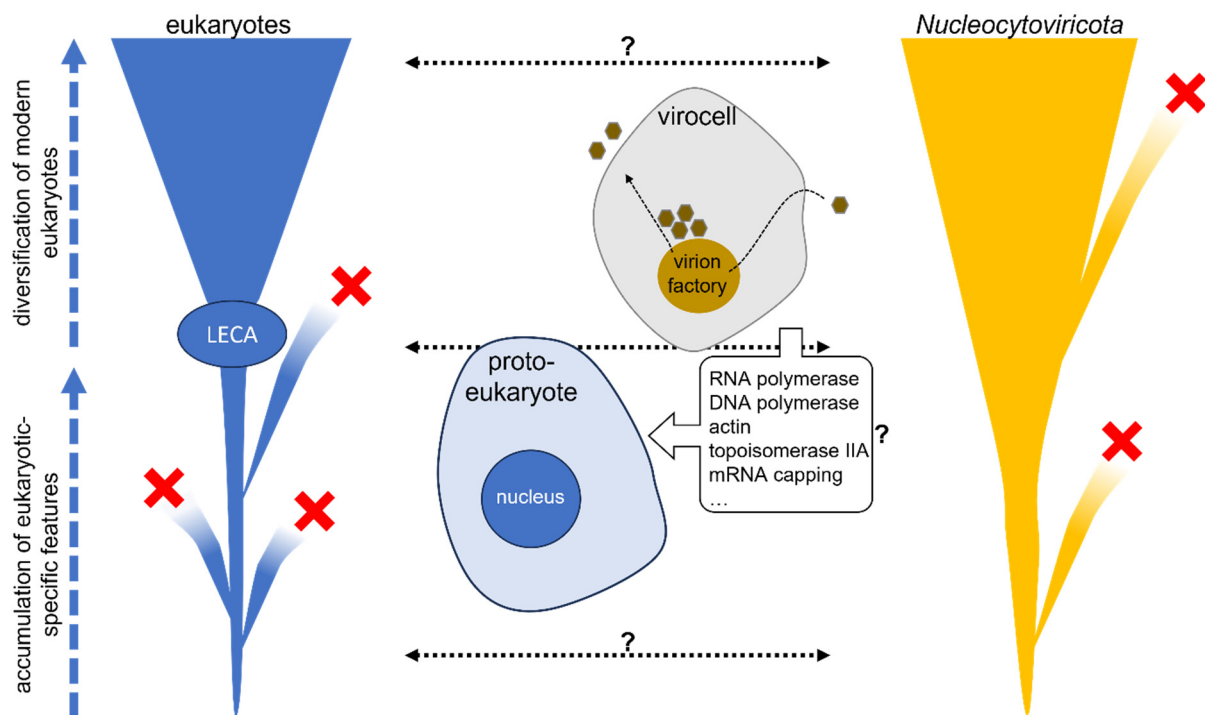 eukaryotes
Nucleocytoviricota
?
diversification of modern
eukaryotes
virocell
virion
factory
LECA
proto-
eukaryote
RNA polymerase
DNA polymerase
actin
topoisomerase IIA
mRNA capping
...
?
nucleus
accumulation of eukaryotic-
specific features
?